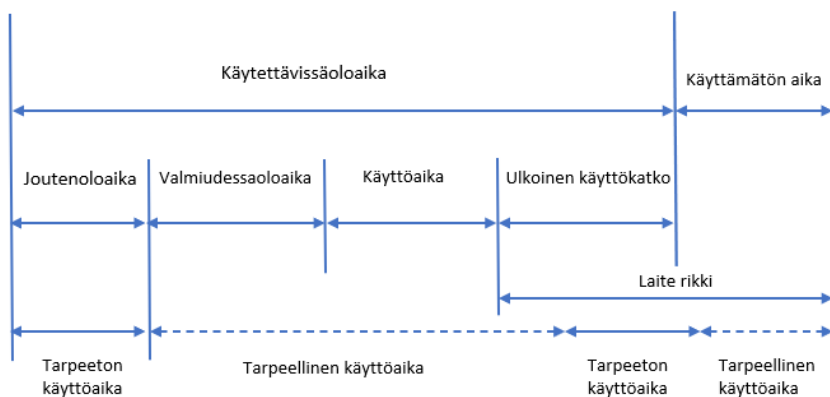 Käytettävissäoloaika
Käyttämätön aika
Joutenoloaika
Valmiudessaoloaika
Käyttöaika
Ulkoinen käyttökatko
Laite rikki
Tarpeeton
käyttöaika
Tarpeellinen käyttöaika
Tarpeeton
käyttöaika
Tarpeellinen
käyttöaika